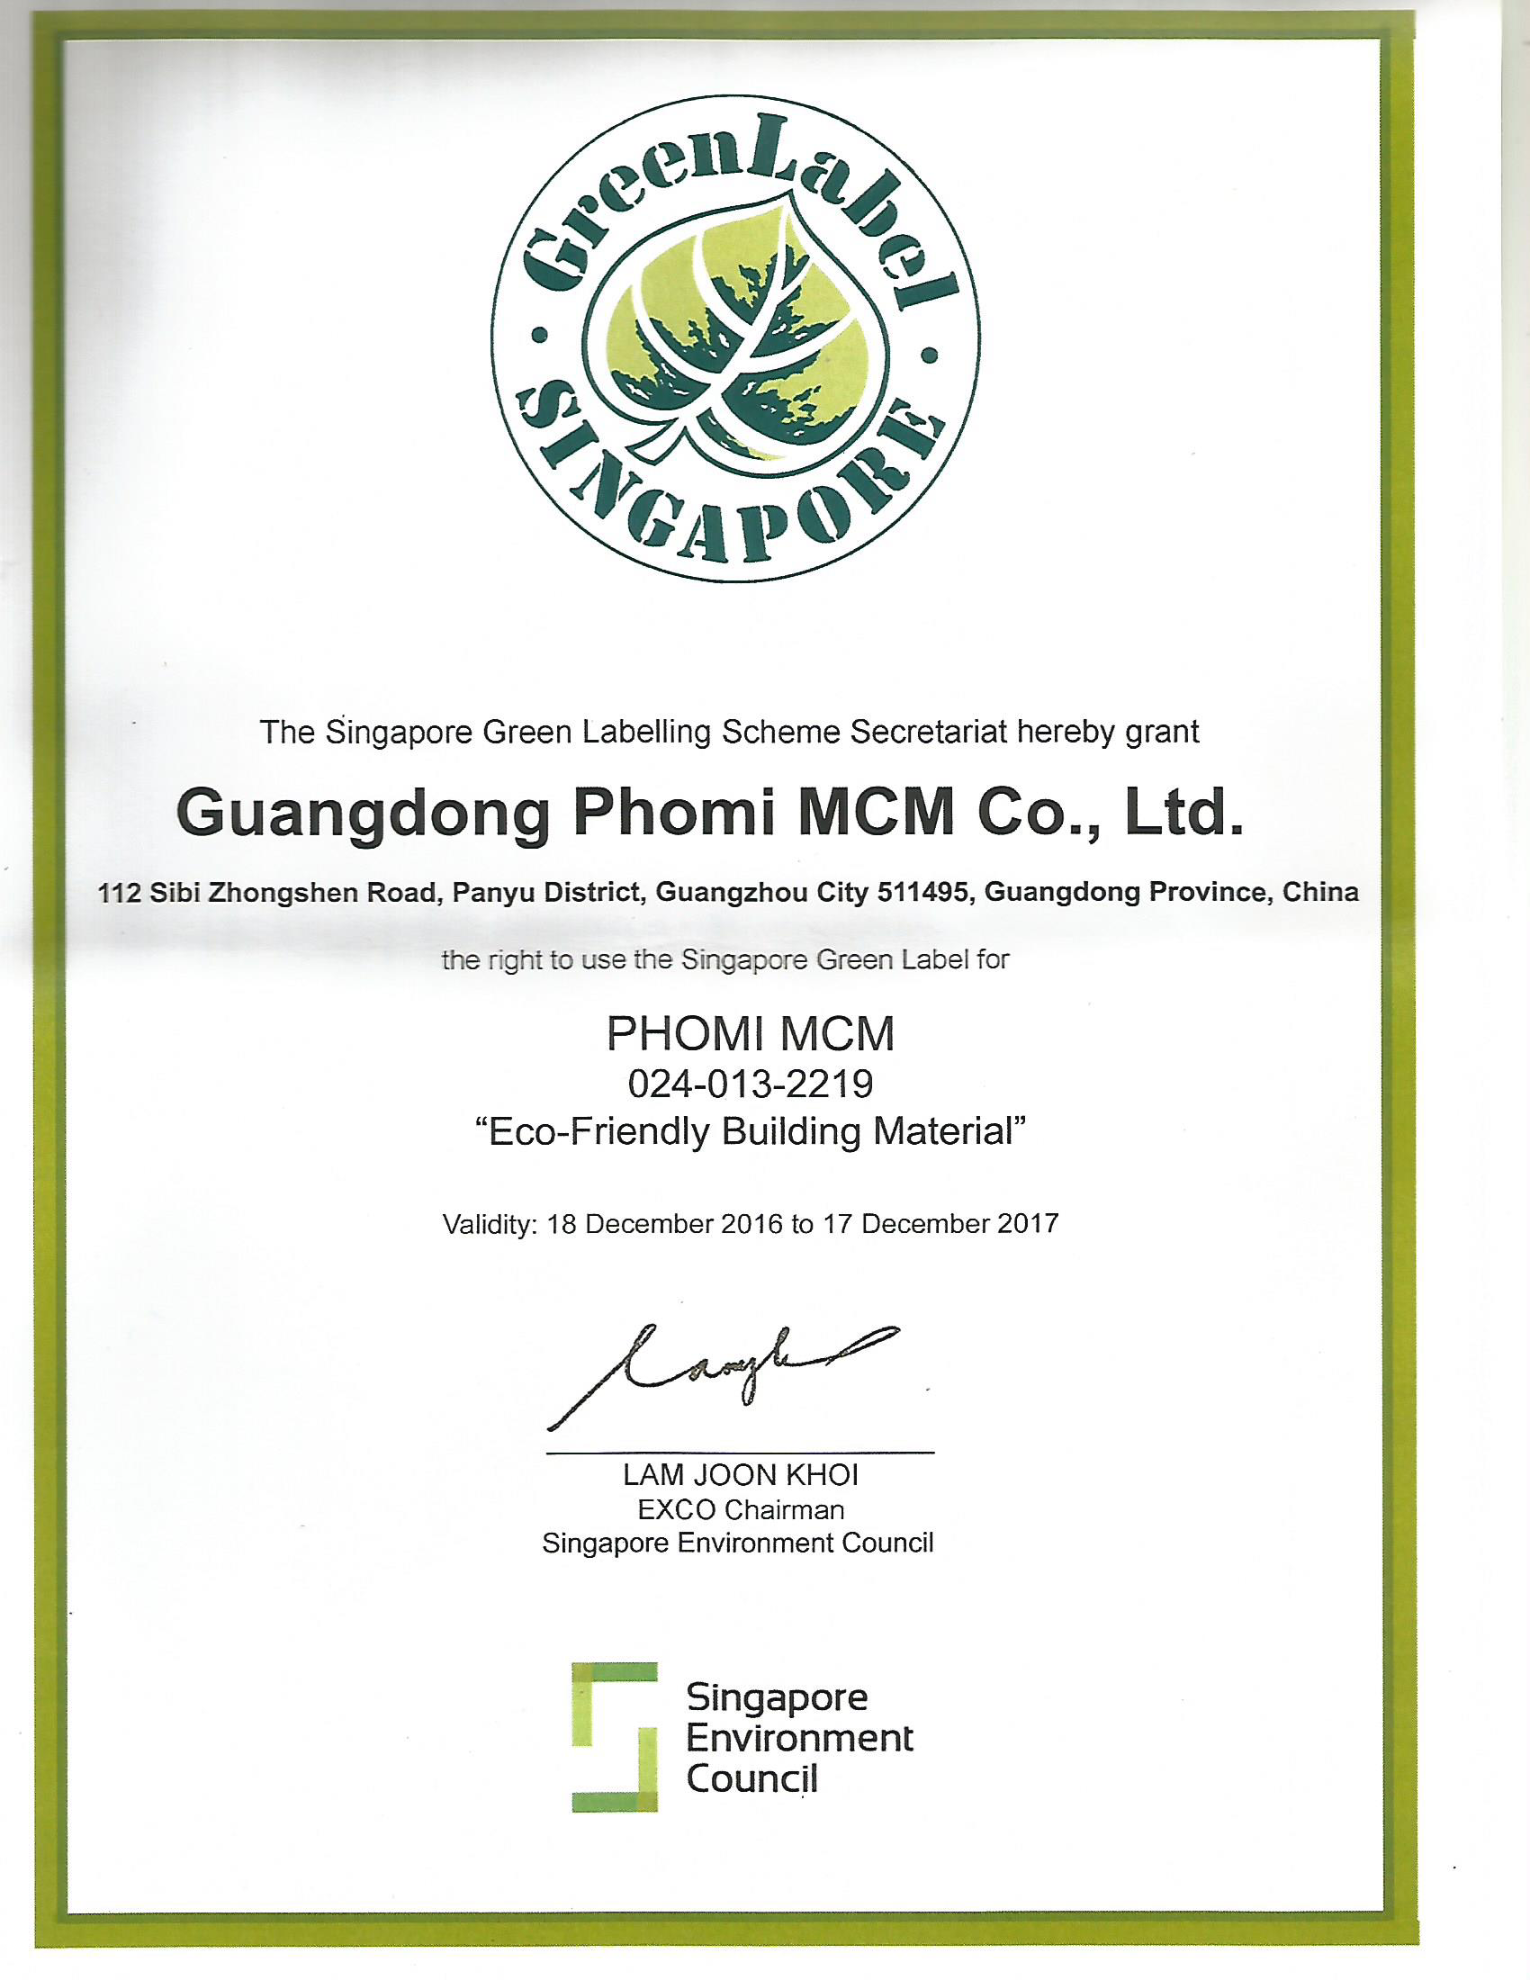 GreenLabel
SINGAPORE
The Singapore Green Labelling Scheme Secretariat hereby grant
Guangdong Phomi MCM Co., Ltd.
112 Sibi Zhongshen Road, Panyu District, Guangzhou City 511495, Guangdong Province, China
the right to use the Singapore Green Label for
PHOMI MCM
024-013-2219
“Eco-Friendly Building Material”
Validity: 18 December 2016 to 17 December 2017
LAM JOON KHOI
EXCO Chairman
Singapore Environment Council
Singapore
Environment
Council